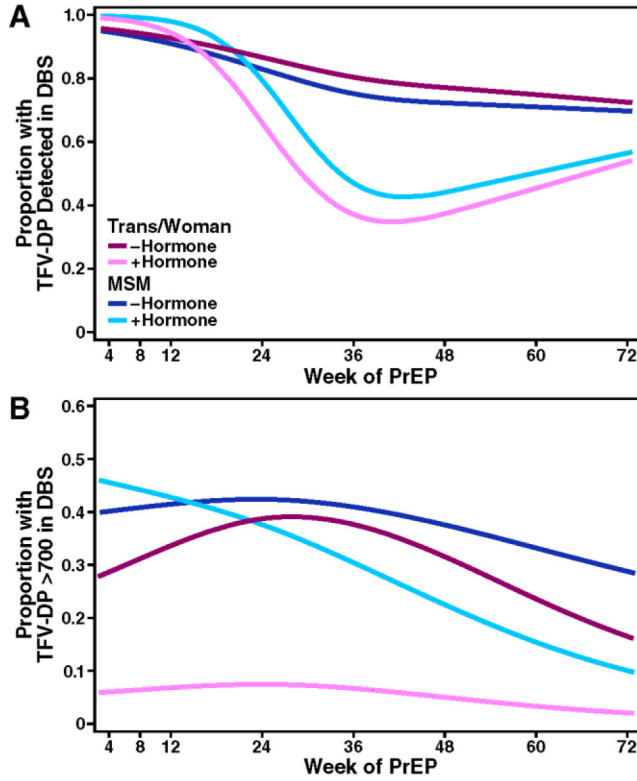 A
Proportion with
TFV-DP Detected in DBS
1.0
0.8
0.6
0.4
0.2
0
Trans/Woman
–Hormone
+Hormone
MSM
–Hormone
+Hormone
4 8 12 24 36 48 60 72
Week of PrEP
B
Proportion with
TFV-DP >700 in DBS
0.6
0.5
0.4
0.3
0.2
0.1
0
4 8 12 24 36 48 60 72
Week of PrEP